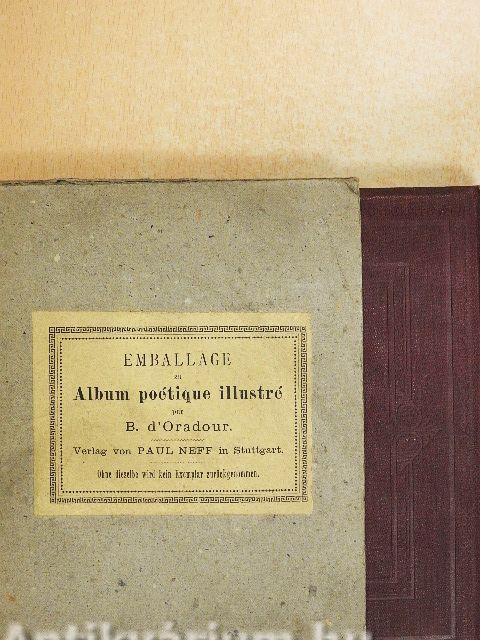 EMBALLAGE
zu
Album poétique illustré
par
B. d'Oradour.
Verlag von PAUL NEFF in Stuttgart.
Ohne dieselbe wird kein Exemplar zurückgenommen.
Antikvárium.hu